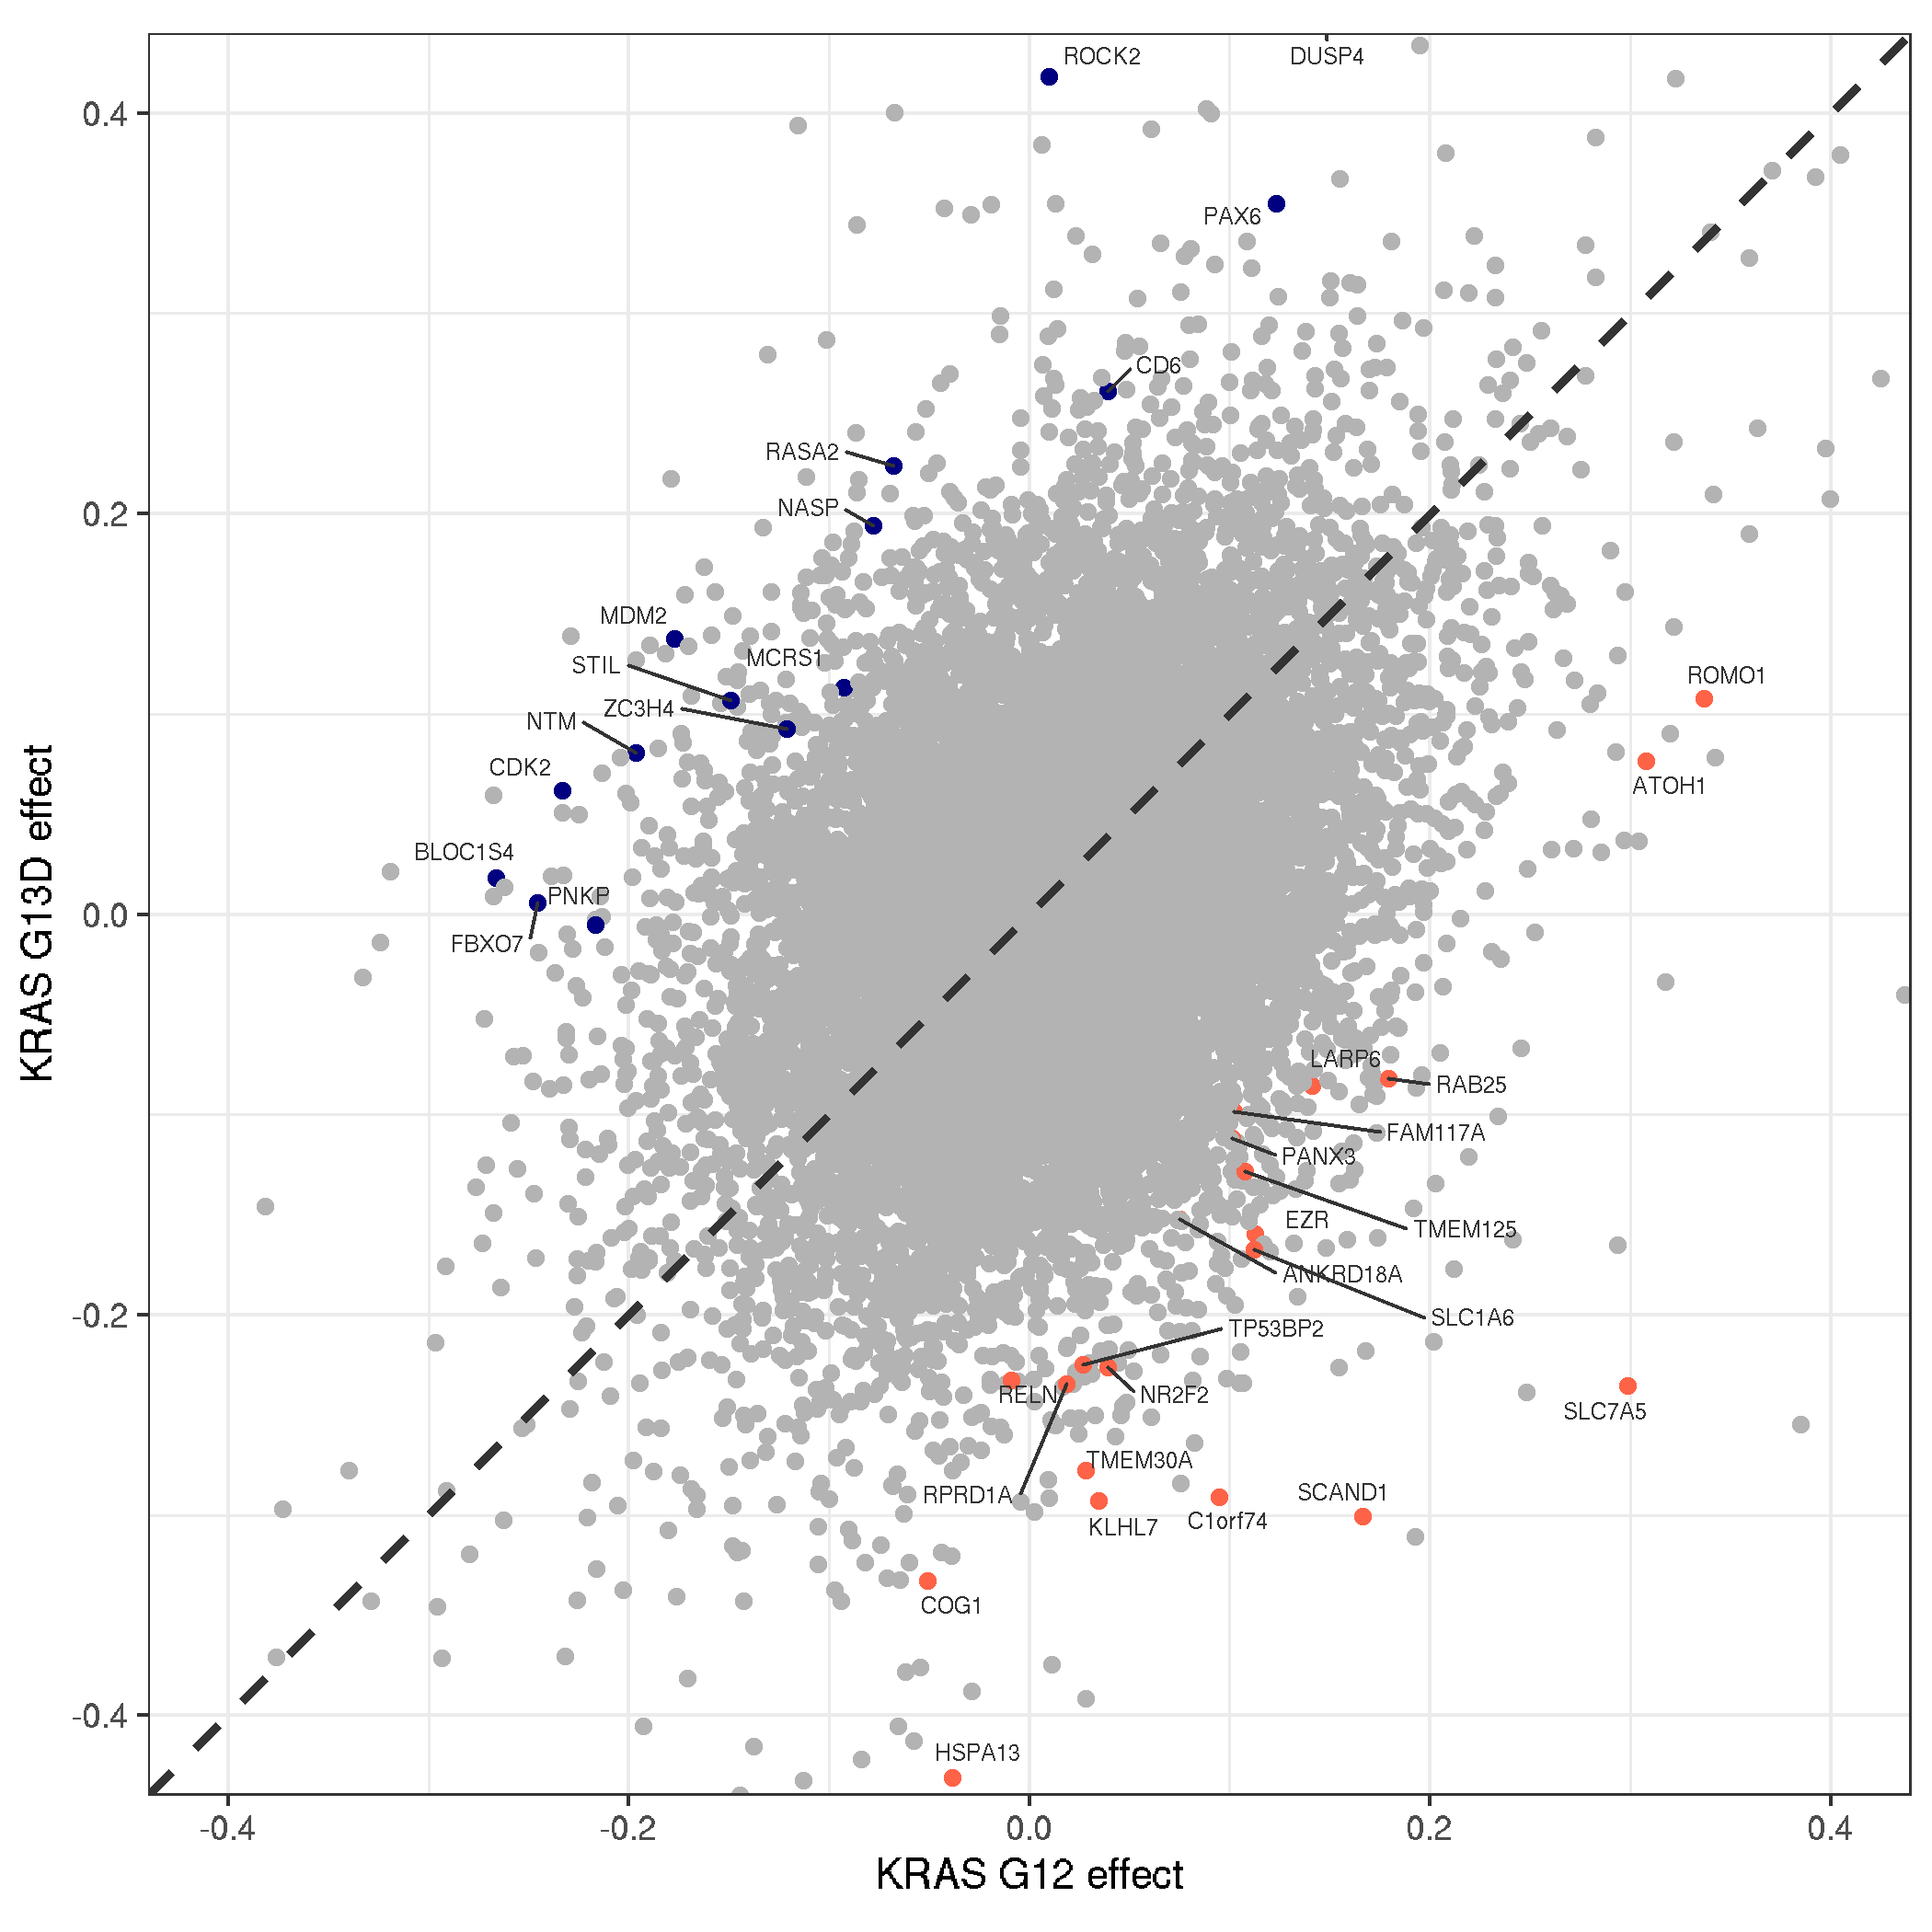 ROCK2
DUSP4
0.4
PAX6
CD6
RASA2
NASP
0.2
MDM2
MCRS1
STIL
ROMO1
ZC3H4
NTM
CDK2
ATOH1
BLOC1S4
PNKP
0.0
FBXO7
KRAS G13D effect
LARP6
RAB25
FAM117A
PANX3
EZR
TMEM125
ANKRD18A
-0.2
SLC1A6
TP53BP2
RELN
NR2F2
SLC7A5
TMEM30A
RPRD1A
SCAND1
KLHL7
C1orf74
COG1
-0.4
HSPA13
-0.4
-0.2
0.0
0.2
0.4
KRAS G12 effect